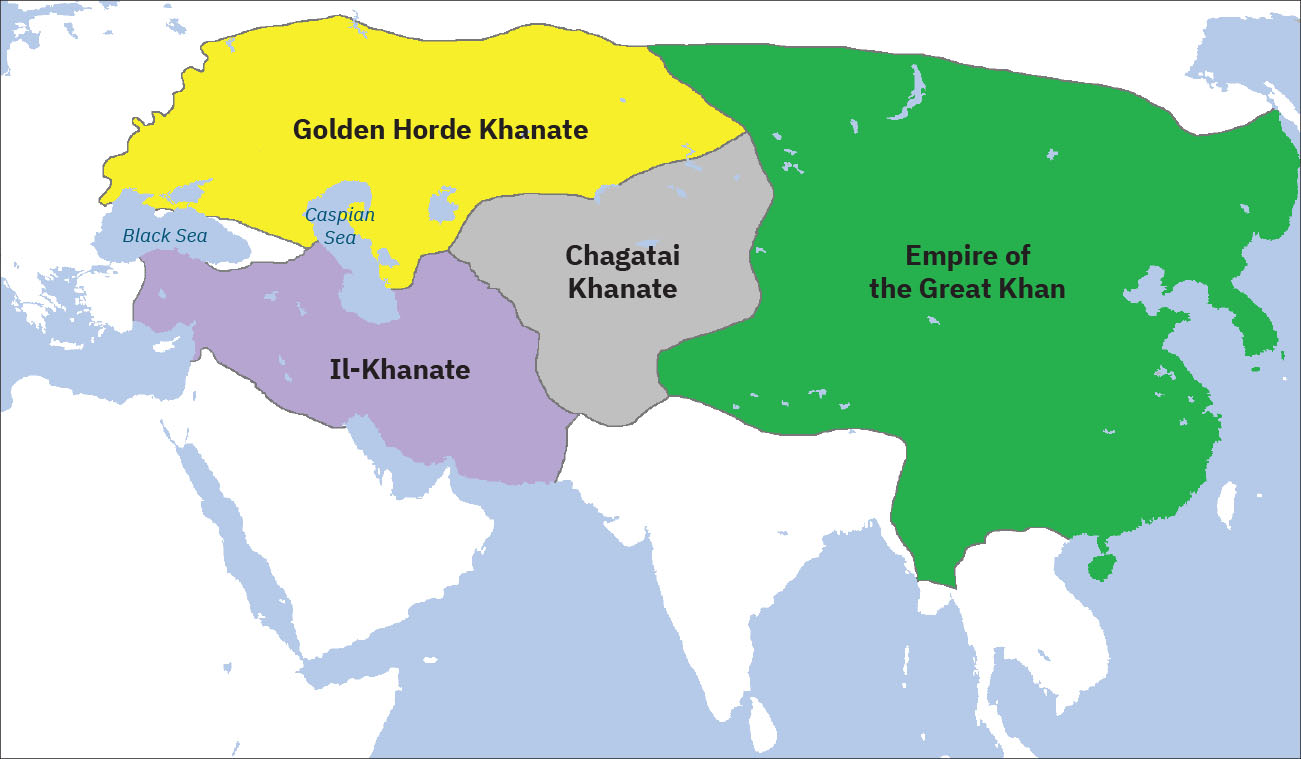 Golden Horde Khanate
Caspian
Sea
Black Sea
Chagatai
Khanate
Empire of
the Great Khan
Il-Khanate